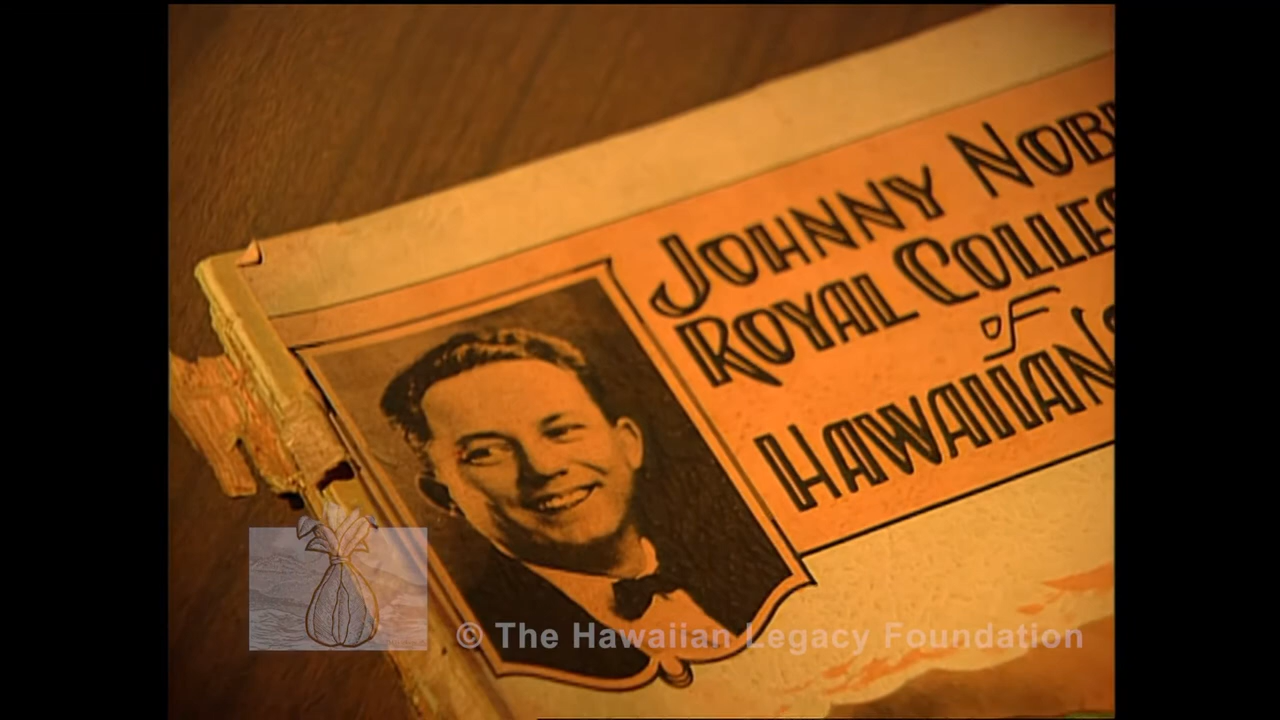 JOHNNY NOB
ROYAL COLLE
OF
HAWAIIAN
© The Hawaiian Legacy Foundation